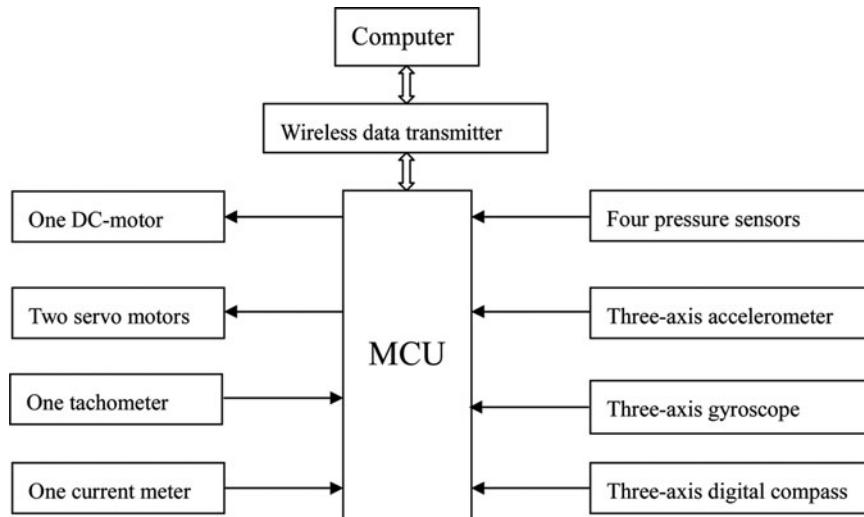 Computer
Wireless data transmitter
One DC-motor
Two servo motors
One tachometer
One current meter
MCU
Four pressure sensors
Three-axis accelerometer
Three-axis gyroscope
Three-axis digital compass